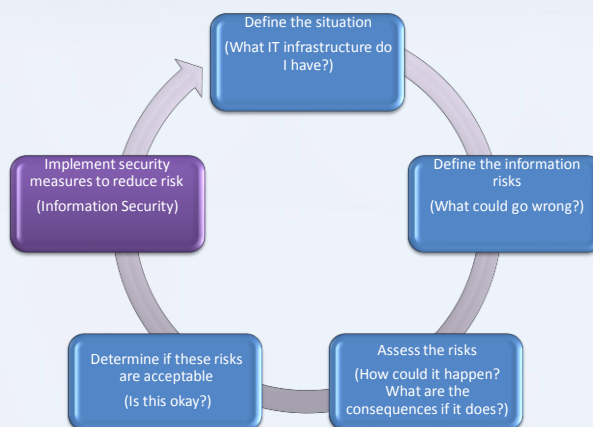 Define the situation
(What IT infrastructure do
I have?)
Define the information
risks
(What could go wrong?)
Assess the risks
(How could it happen?
What are the
consequences if it does?)
Determine if these risks
are acceptable
(Is this okay?)
Implement security
measures to reduce risk
(Information Security)